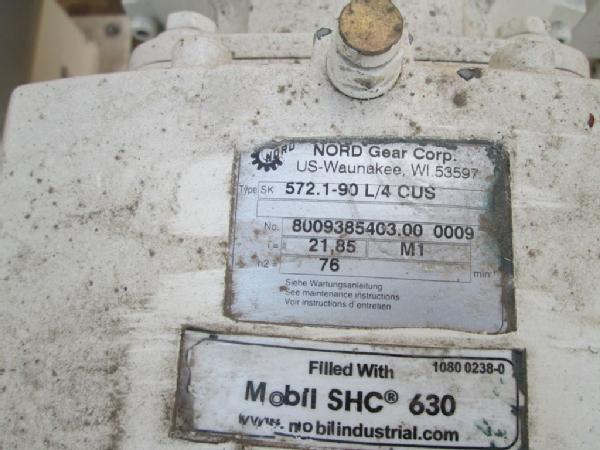 NORD
NORD Gear Corp.
US-Waunakee, WI 53597
Type SK 572.1-90 L/4 CUS
No. 8009385403.00 0009
i = 21,85 M1
n2 = 76 min⁻¹
Siehe Wartungsanleitung
See maintenance instructions
Voir instructions d entretien
Filled With 1080 0238-0
Mobil SHC® 630
www.mobilindustrial.com